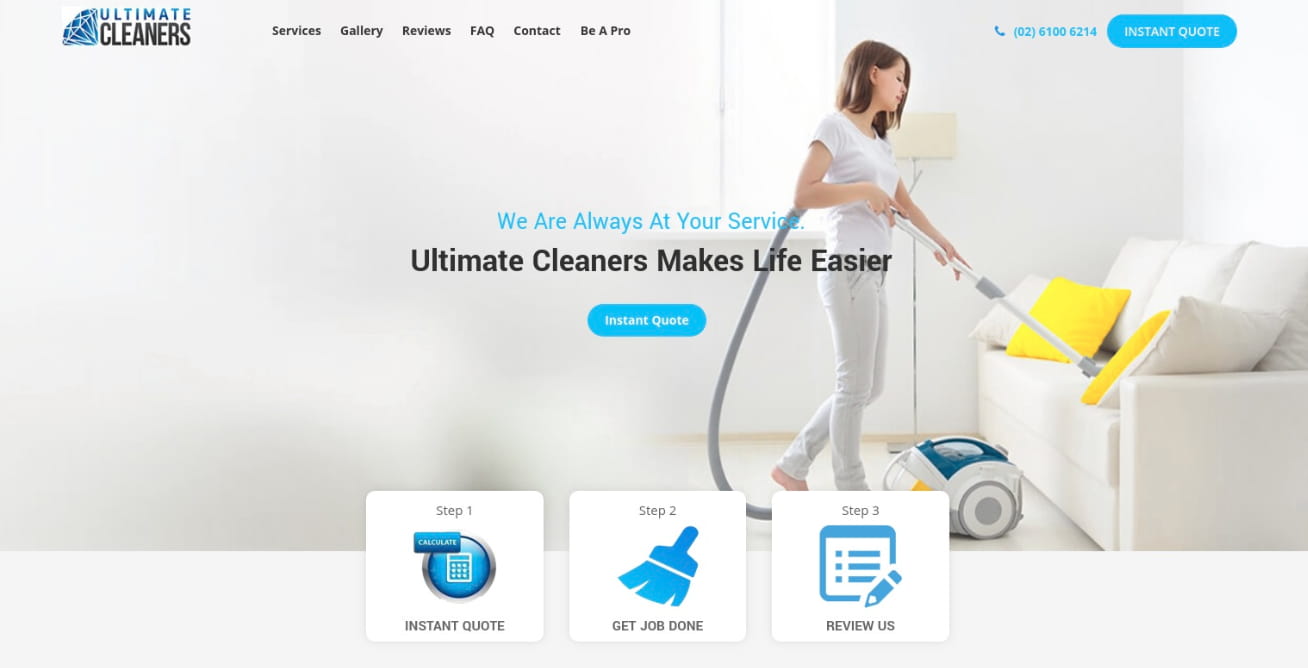 ULTIMATE
CLEANERS
Services
Gallery
Reviews
FAQ
Contact
Be A Pro
(02) 6100 6214
INSTANT QUOTE
We Are Always At Your Service.
Ultimate Cleaners Makes Life Easier
Instant Quote
Step 1
CALCULATE
INSTANT QUOTE
Step 2
GET JOB DONE
Step 3
REVIEW US